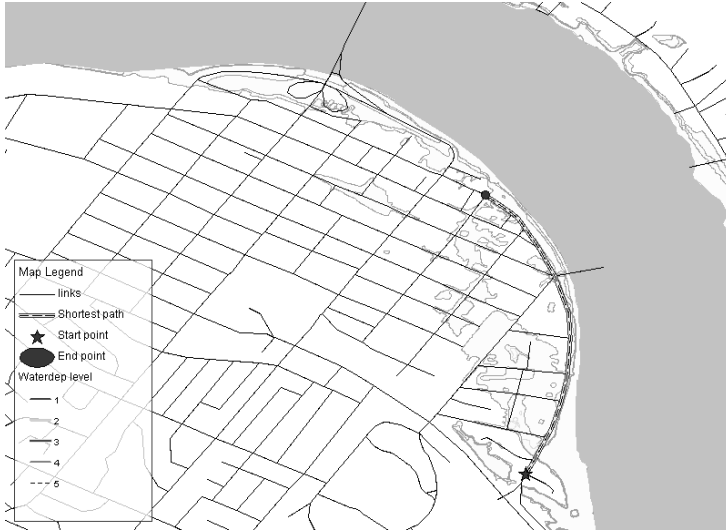 Map Legend
links
Shortest path
Start point
End point
Waterdep level
1
2
3
4
5